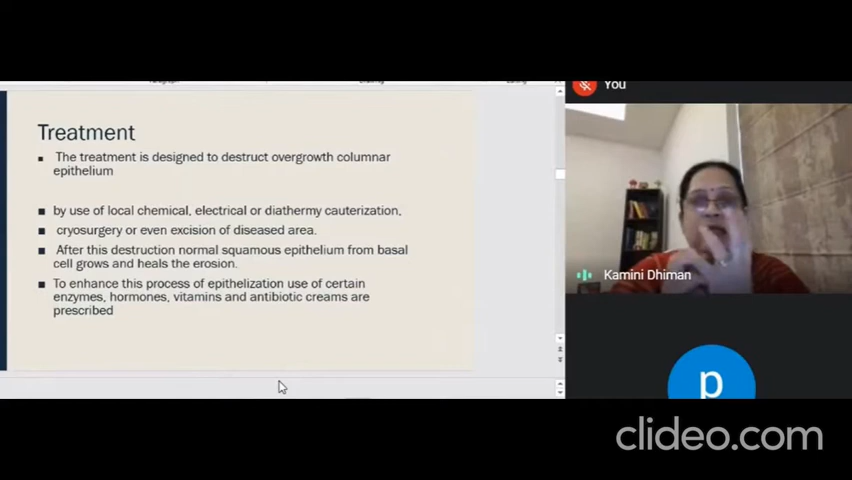 You
Treatment
The treatment is designed to destruct overgrowth columnar
epithelium
by use of local chemical, electrical or diathermy cauterization,
cryosurgery or even excision of diseased area.
After this destruction normal squamous epithelium from basal
cell grows and heals the erosion.
To enhance this process of epithelization use of certain
enzymes, hormones, vitamins and antibiotic creams are
prescribed
Kamini Dhiman
p
clideo.com